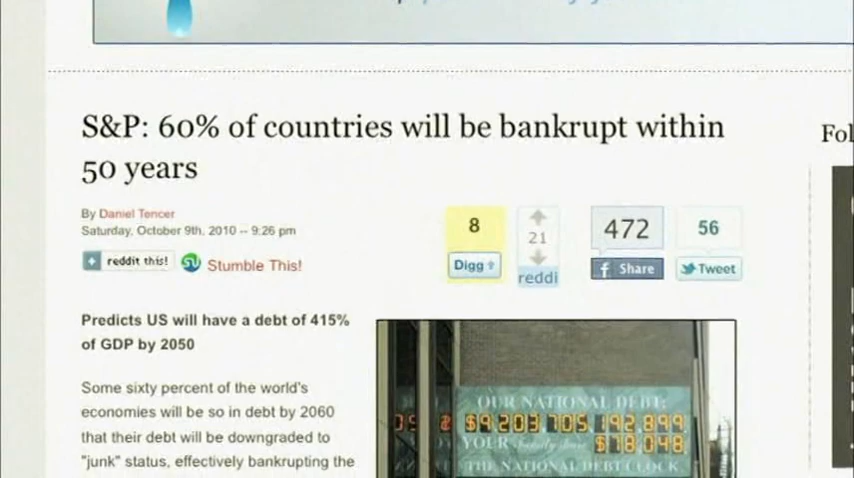 S&P: 60% of countries will be bankrupt within
50 years
Fol
By Daniel Tencer
Saturday, October 9th, 2010 -- 9:26 pm
reddit this! Stumble This!
8
Digg
21
reddi
472
Share
56
Tweet
Predicts US will have a debt of 415%
of GDP by 2050
Some sixty percent of the world's
economies will be so in debt by 2060
that their debt will be downgraded to
"junk" status, effectively bankrupting the
OUR NATIONAL DEBT:
$9,203,705,192,899
YOUR family share $78,048
THE NATIONAL DEBT CLOCK